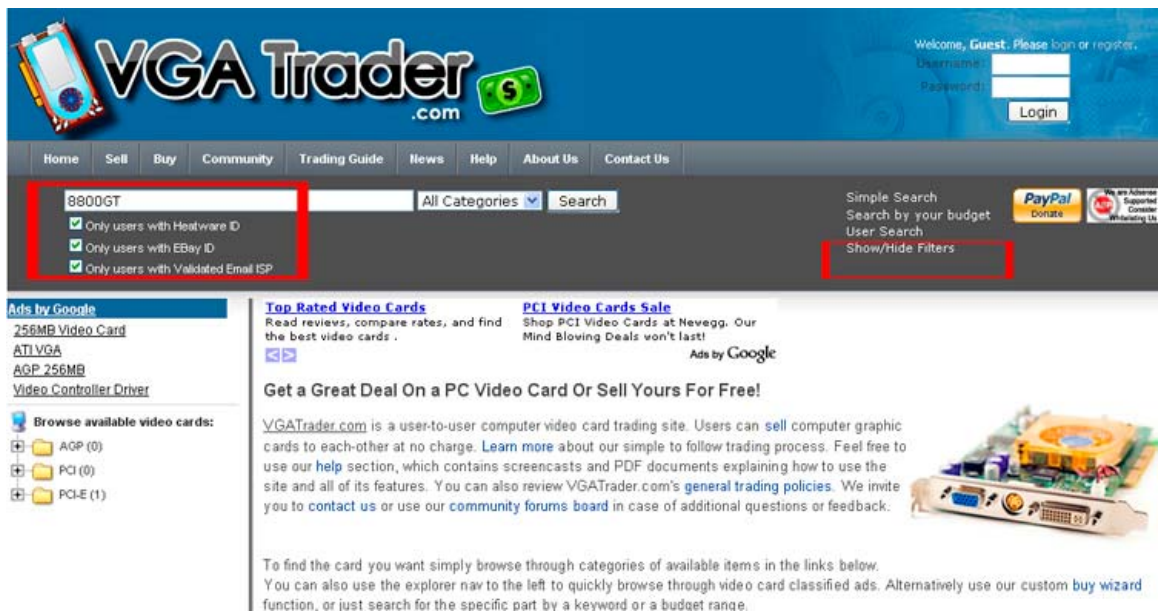 VGA Trader
.com
Welcome, Guest. Please login or register.
Username:
Password:
Login
Home Sell Buy Community Trading Guide News Help About Us Contact Us
8800GT All Categories Search
Only users with Heatware ID
Only users with EBay ID
Only users with Validated Email ISP
Simple Search
Search by your budget
User Search
Show/Hide Filters
PayPal
Donate
We are Adsense
Supported
Consider
Whitelisting Us
Ads by Google
256MB Video Card
ATI VGA
AGP 256MB
Video Controller Driver
Browse available video cards:
AGP (0)
PCI (0)
PCI-E (1)
Top Rated Video Cards
Read reviews, compare rates, and find
the best video cards .
PCI Video Cards Sale
Shop PCI Video Cards at Newegg. Our
Mind Blowing Deals won't last!
Ads by Google
Get a Great Deal On a PC Video Card Or Sell Yours For Free!
VGATrader.com is a user-to-user computer video card trading site. Users can sell computer graphic
cards to each-other at no charge. Learn more about our simple to follow trading process. Feel free to
use our help section, which contains screencasts and PDF documents explaining how to use the
site and all of its features. You can also review VGATrader.com's general trading policies. We invite
you to contact us or use our community forums board in case of additional questions or feedback.
To find the card you want simply browse through categories of available items in the links below.
You can also use the explorer nav to the left to quickly browse through video card classified ads. Alternatively use our custom buy wizard
function, or just search for the specific part by a keyword or a budget range.